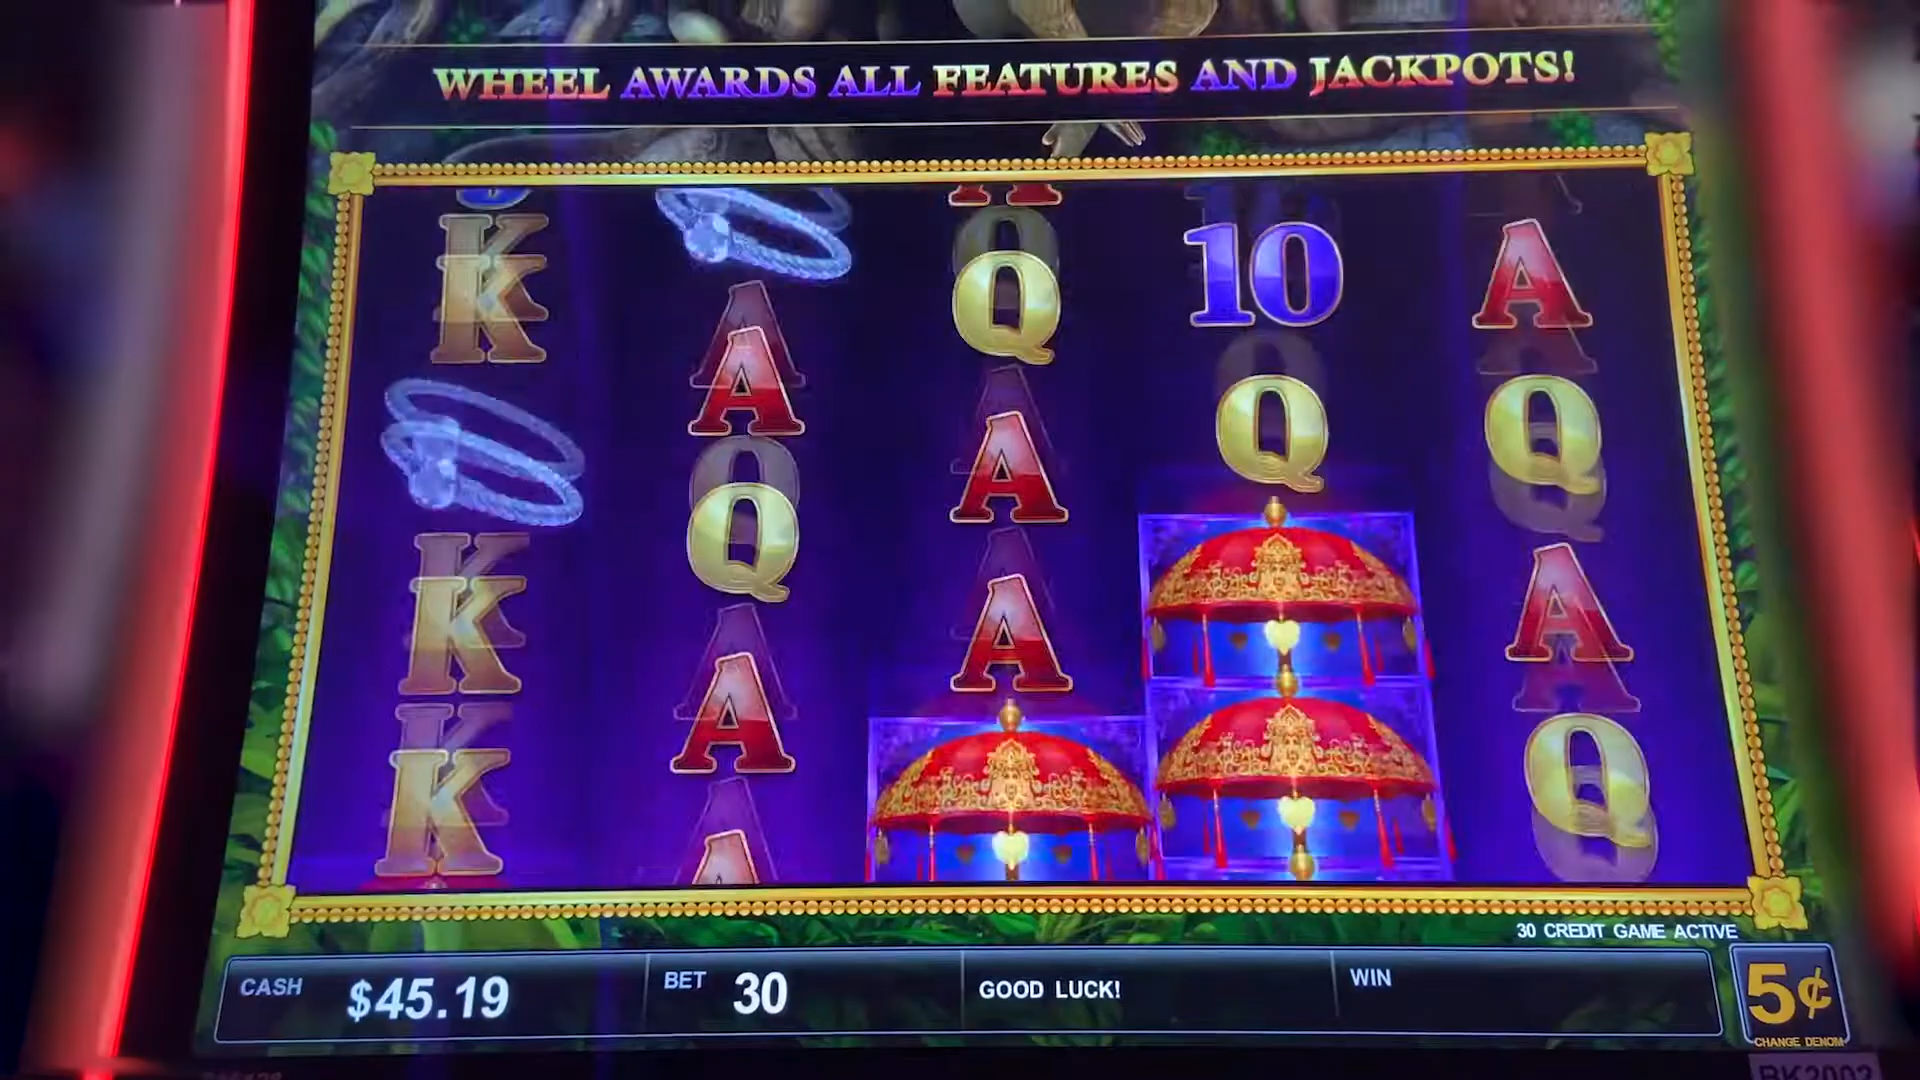 WHEEL AWARDS ALL FEATURES AND JACKPOTS!
K A Q 10 A
K Q A Q Q
K A A A
Q
30 CREDIT GAME ACTIVE
CASH $45.19 BET 30 GOOD LUCK! WIN 5¢
CHANGE DENOM